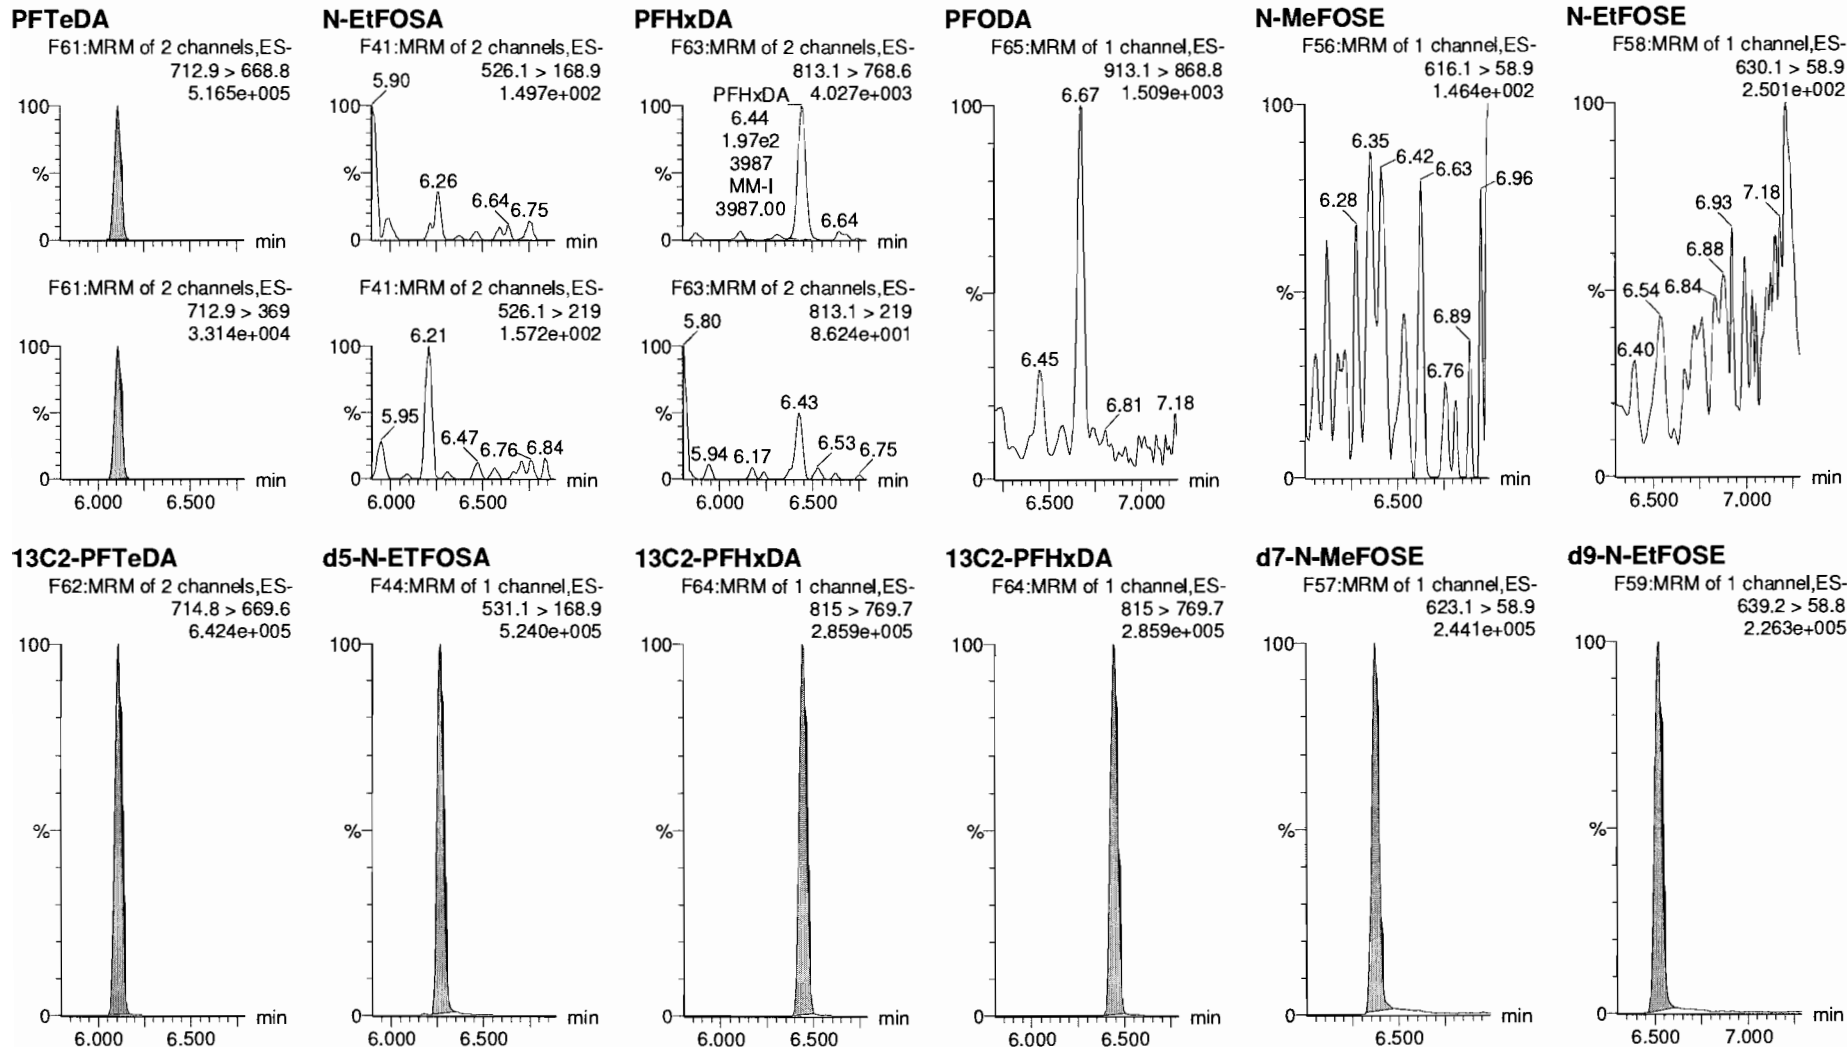 PFTeDA
F61:MRM of 2 channels,ES-
712.9 > 668.8
5.165e+005
100
%
0
min
F61:MRM of 2 channels,ES-
712.9 > 369
3.314e+004
100
%
0
min
6.000 6.500
N-EtFOSA
F41:MRM of 2 channels,ES-
526.1 > 168.9
1.497e+002
5.90
100
%
6.26
6.64
6.75
0
min
F41:MRM of 2 channels,ES-
526.1 > 219
1.572e+002
6.21
100
%
5.95
6.47
6.76
6.84
0
min
6.000 6.500
PFHxDA
F63:MRM of 2 channels,ES-
813.1 > 768.6
4.027e+003
100
PFHxDA
6.44
1.97e2
3987
MM-I
3987.00
%
6.64
0
min
F63:MRM of 2 channels,ES-
813.1 > 219
8.624e+001
5.80
100
%
6.43
5.94
6.17
6.53
6.75
0
min
6.000 6.500
PFODA
F65:MRM of 1 channel,ES-
913.1 > 868.8
1.509e+003
6.67
100
%
6.45
6.81
7.18
0
min
6.500 7.000
N-MeFOSE
F56:MRM of 1 channel,ES-
616.1 > 58.9
1.464e+002
100
6.35
6.42
6.63
6.96
6.28
%
6.89
6.76
0
min
6.500
N-EtFOSE
F58:MRM of 1 channel,ES-
630.1 > 58.9
2.501e+002
100
7.18
6.93
6.88
6.84
6.54
%
6.40
0
min
6.500 7.000
13C2-PFTeDA
F62:MRM of 2 channels,ES-
714.8 > 669.6
6.424e+005
100
%
0
min
6.000 6.500
d5-N-ETFOSA
F44:MRM of 1 channel,ES-
531.1 > 168.9
5.240e+005
100
%
0
min
6.000 6.500
13C2-PFHxDA
F64:MRM of 1 channel,ES-
815 > 769.7
2.859e+005
100
%
0
min
6.000 6.500
13C2-PFHxDA
F64:MRM of 1 channel,ES-
815 > 769.7
2.859e+005
100
%
0
min
6.000 6.500
d7-N-MeFOSE
F57:MRM of 1 channel,ES-
623.1 > 58.9
2.441e+005
100
%
0
min
6.500
d9-N-EtFOSE
F59:MRM of 1 channel,ES-
639.2 > 58.8
2.263e+005
100
%
0
min
6.500 7.000